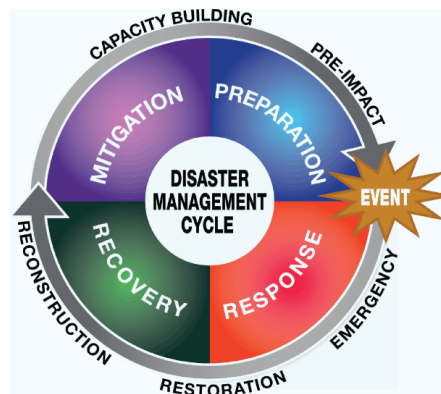 CAPACITY BUILDING
PRE-IMPACT
MITIGATION
PREPARATION
DISASTER
MANAGEMENT
CYCLE
EVENT
RECOVERY
RESPONSE
RECONSTRUCTION
EMERGENCY
RESTORATION